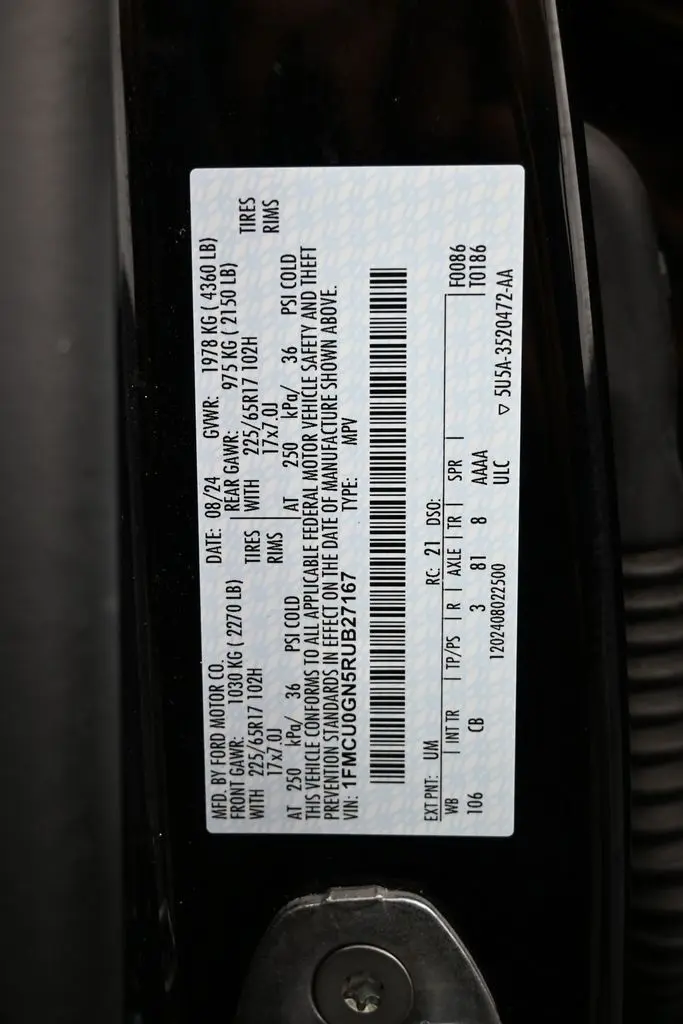 MFD. BY FORD MOTOR CO. DATE: 08/24 GVWR: 1978 KG ( 4360 LB)
FRONT GAWR: 1030 KG ( 2270 LB) REAR GAWR: 975 KG ( 2150 LB)
WITH 225/65R17 102H TIRES WITH 225/65R17 102H TIRES
17x7.0J RIMS 17x7.0J RIMS
AT 250 kPa/ 36 PSI COLD AT 250 kPa/ 36 PSI COLD
THIS VEHICLE CONFORMS TO ALL APPLICABLE FEDERAL MOTOR VEHICLE SAFETY AND THEFT
PREVENTION STANDARDS IN EFFECT ON THE DATE OF MANUFACTURE SHOWN ABOVE.
VIN: 1FMCU0GN5RUB27167 TYPE: MPV
EXT PNT: UM RC: 21 DSO:
WB INT TR TP/PS R AXLE TR SPR F0086
106 CB 3 81 8 AAAA T0186
1202408022500 ULC ▽ 5U5A-3520472-AA